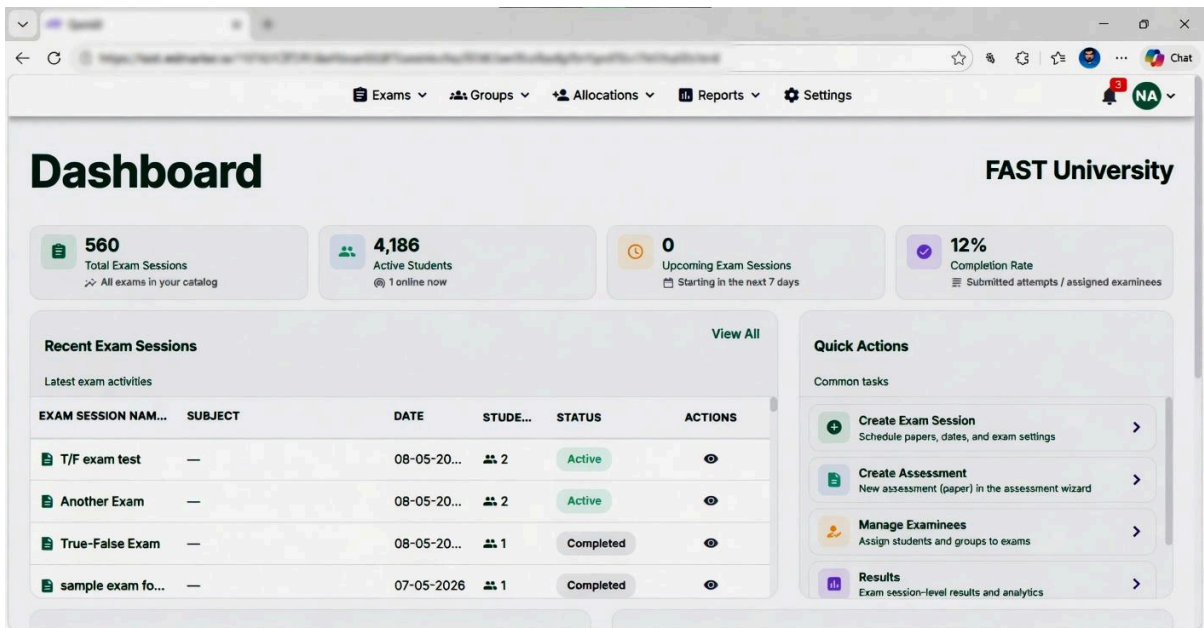 Chat
Exams Groups Allocations Reports Settings
3
NA
Dashboard
FAST University
560
Total Exam Sessions
All exams in your catalog
4,186
Active Students
1 online now
0
Upcoming Exam Sessions
Starting in the next 7 days
12%
Completion Rate
Submitted attempts / assigned examinees
Recent Exam Sessions
View All
Latest exam activities
EXAM SESSION NAM... SUBJECT DATE STUDE... STATUS ACTIONS
T/F exam test — 08-05-20... 2 Active
Another Exam — 08-05-20... 2 Active
True-False Exam — 08-05-20... 1 Completed
sample exam fo... — 07-05-2026 1 Completed
Quick Actions
Common tasks
Create Exam Session
Schedule papers, dates, and exam settings
Create Assessment
New assessment (paper) in the assessment wizard
Manage Examinees
Assign students and groups to exams
Results
Exam session-level results and analytics